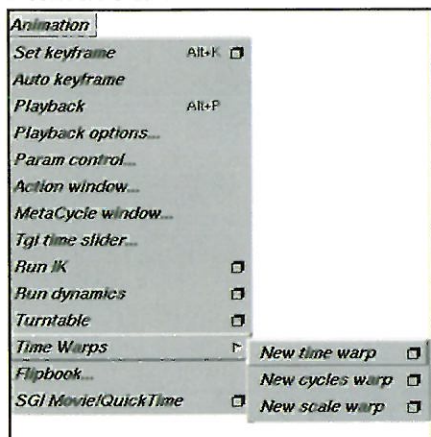 Animation
Set keyframe Alt+K
Auto keyframe
Playback Alt+P
Playback options...
Param control...
Action window...
MetaCycle window...
Tgl time slider...
Run IK
Run dynamics
Turntable
Time Warps
New time warp
New cycles warp
New scale warp
Flipbook...
SGI Movie/QuickTime